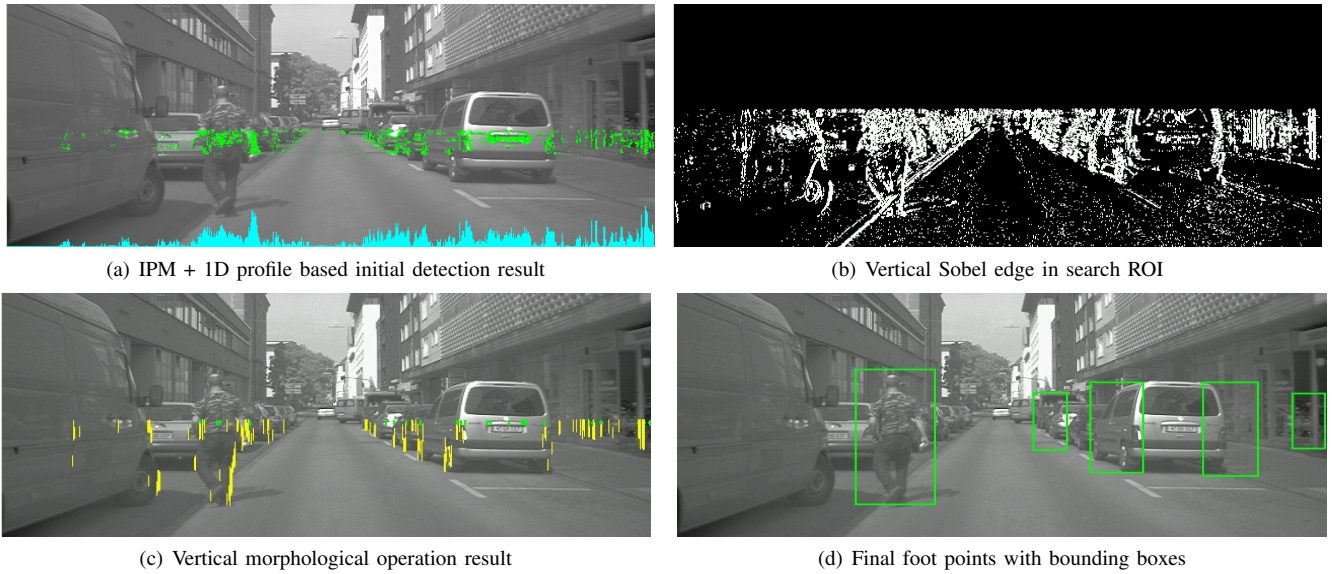 (a) IPM + 1D profile based initial detection result
(b) Vertical Sobel edge in search ROI
(c) Vertical morphological operation result
(d) Final foot points with bounding boxes